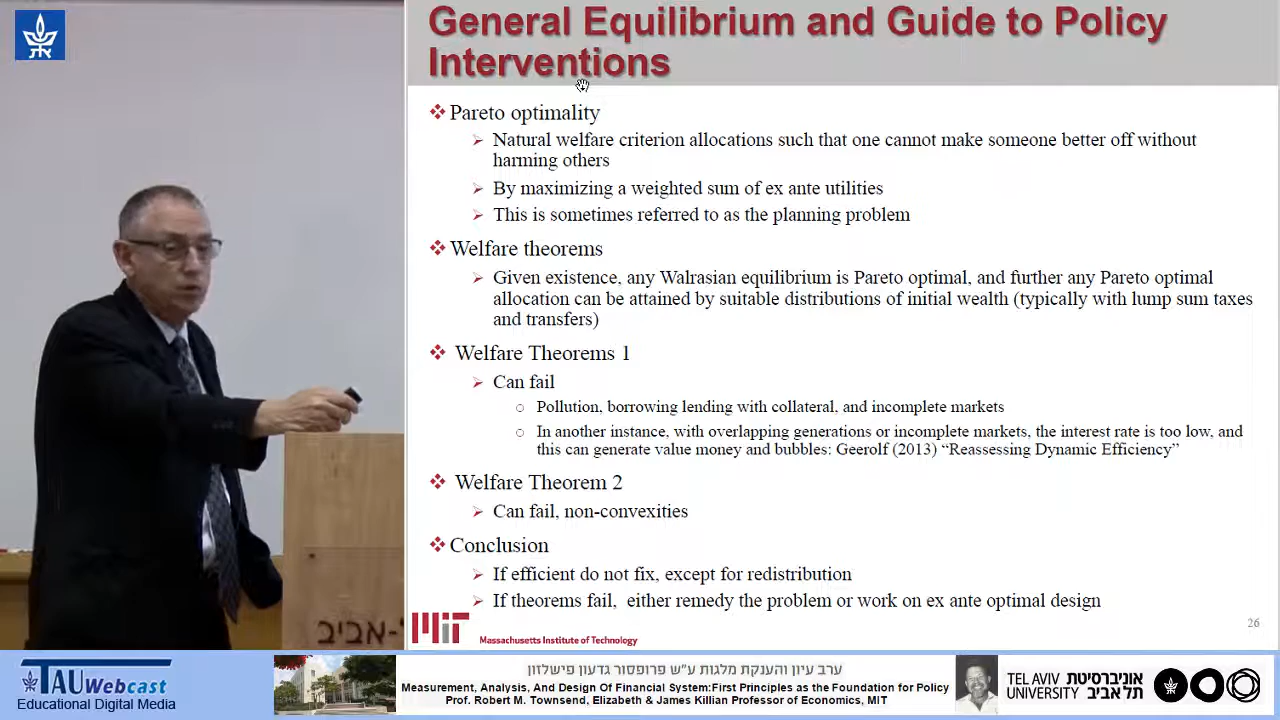 General Equilibrium and Guide to Policy
Interventions
Pareto optimality
Natural welfare criterion allocations such that one cannot make someone better off without
harming others
By maximizing a weighted sum of ex ante utilities
This is sometimes referred to as the planning problem
Welfare theorems
Given existence, any Walrasian equilibrium is Pareto optimal, and further any Pareto optimal
allocation can be attained by suitable distributions of initial wealth (typically with lump sum taxes
and transfers)
Welfare Theorems 1
Can fail
Pollution, borrowing lending with collateral, and incomplete markets
In another instance, with overlapping generations or incomplete markets, the interest rate is too low, and
this can generate value money and bubbles: Geerolf (2013) “Reassessing Dynamic Efficiency”
Welfare Theorem 2
Can fail, non-convexities
Conclusion
If efficient do not fix, except for redistribution
If theorems fail, either remedy the problem or work on ex ante optimal design
26
MIT
Massachusetts Institute of Technology
ת-אביב
TAU Webcast
Educational Digital Media
ערב עיון והענקת מלגות ע"ש פרופסור גדעון פישלזון
Measurement, Analysis, And Design Of Financial System:First Principles as the Foundation for Policy
Prof. Robert M. Townsend, Elizabeth & James Killian Professor of Economics, MIT
TEL AVIV אוניברסיטת
UNIVERSITY תל אביב